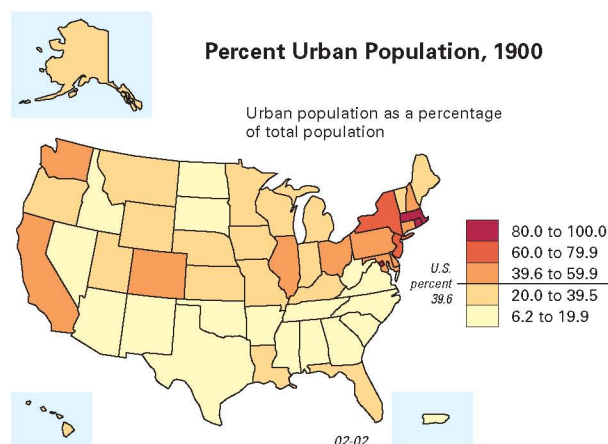 Percent Urban Population, 1900
Urban population as a percentage
of total population
80.0 to 100.0
60.0 to 79.9
39.6 to 59.9
U.S.
percent
39.6
20.0 to 39.5
6.2 to 19.9
02-02